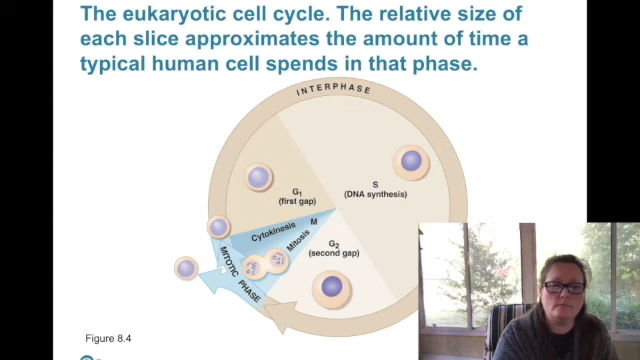 The eukaryotic cell cycle. The relative size of
each slice approximates the amount of time a
typical human cell spends in that phase.
INTERPHASE
S
(DNA synthesis)
G1
(first gap)
Cytokinesis
M
Mitosis
G2
(second gap)
MITOTIC PHASE
Figure 8.4